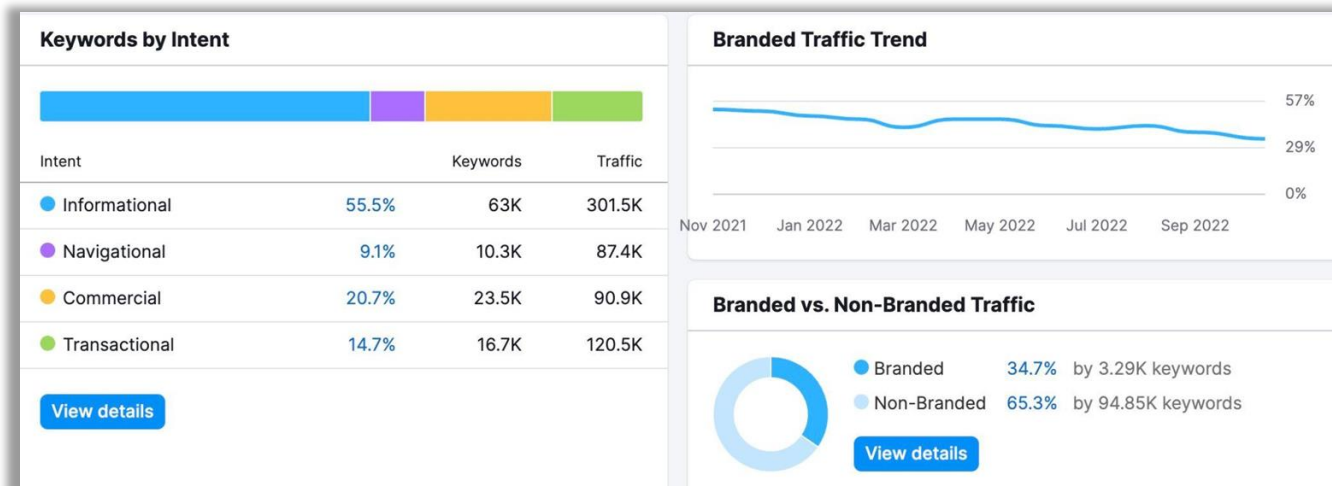 Keywords by Intent
Intent Keywords Traffic
Informational 55.5% 63K 301.5K
Navigational 9.1% 10.3K 87.4K
Commercial 20.7% 23.5K 90.9K
Transactional 14.7% 16.7K 120.5K
View details
Branded Traffic Trend
57%
29%
0%
Nov 2021 Jan 2022 Mar 2022 May 2022 Jul 2022 Sep 2022
Branded vs. Non-Branded Traffic
Branded 34.7% by 3.29K keywords
Non-Branded 65.3% by 94.85K keywords
View details